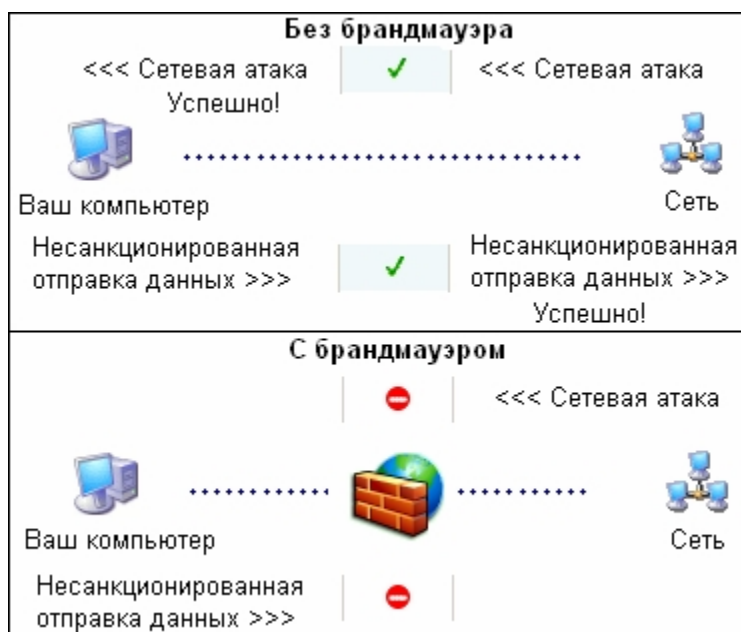 Без брандмауэра
<<< Сетевая атака <<< Сетевая атака
Успешно!
Ваш компьютер Сеть
Несанкционированная Несанкционированная
отправка данных >>> отправка данных >>>
Успешно!
С брандмауэром
<<< Сетевая атака
Ваш компьютер Сеть
Несанкционированная
отправка данных >>>